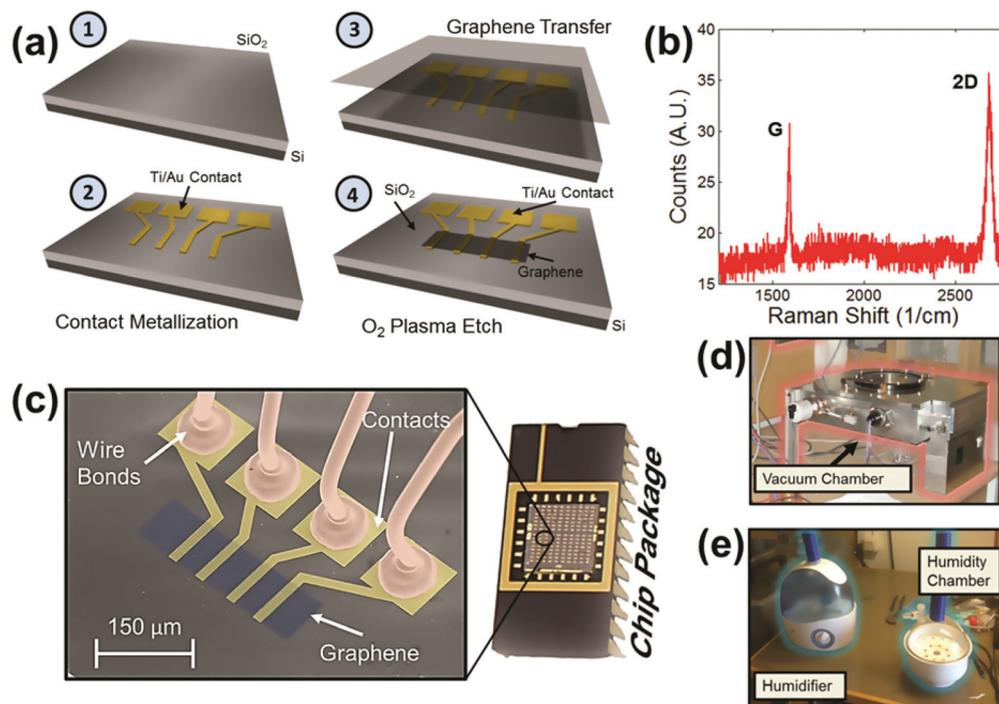 (a)
1
SiO2
Si
2
Ti/Au Contact
Contact Metallization
3
Graphene Transfer
4
SiO2
Ti/Au Contact
Graphene
Si
O2 Plasma Etch
(b)
40
35
30
25
20
15
Counts (A.U.)
G
2D
1500
2000
2500
Raman Shift (1/cm)
(c)
Wire
Bonds
Contacts
150 μm
Graphene
Chip Package
(d)
Vacuum Chamber
(e)
Humidity
Chamber
Humidifier